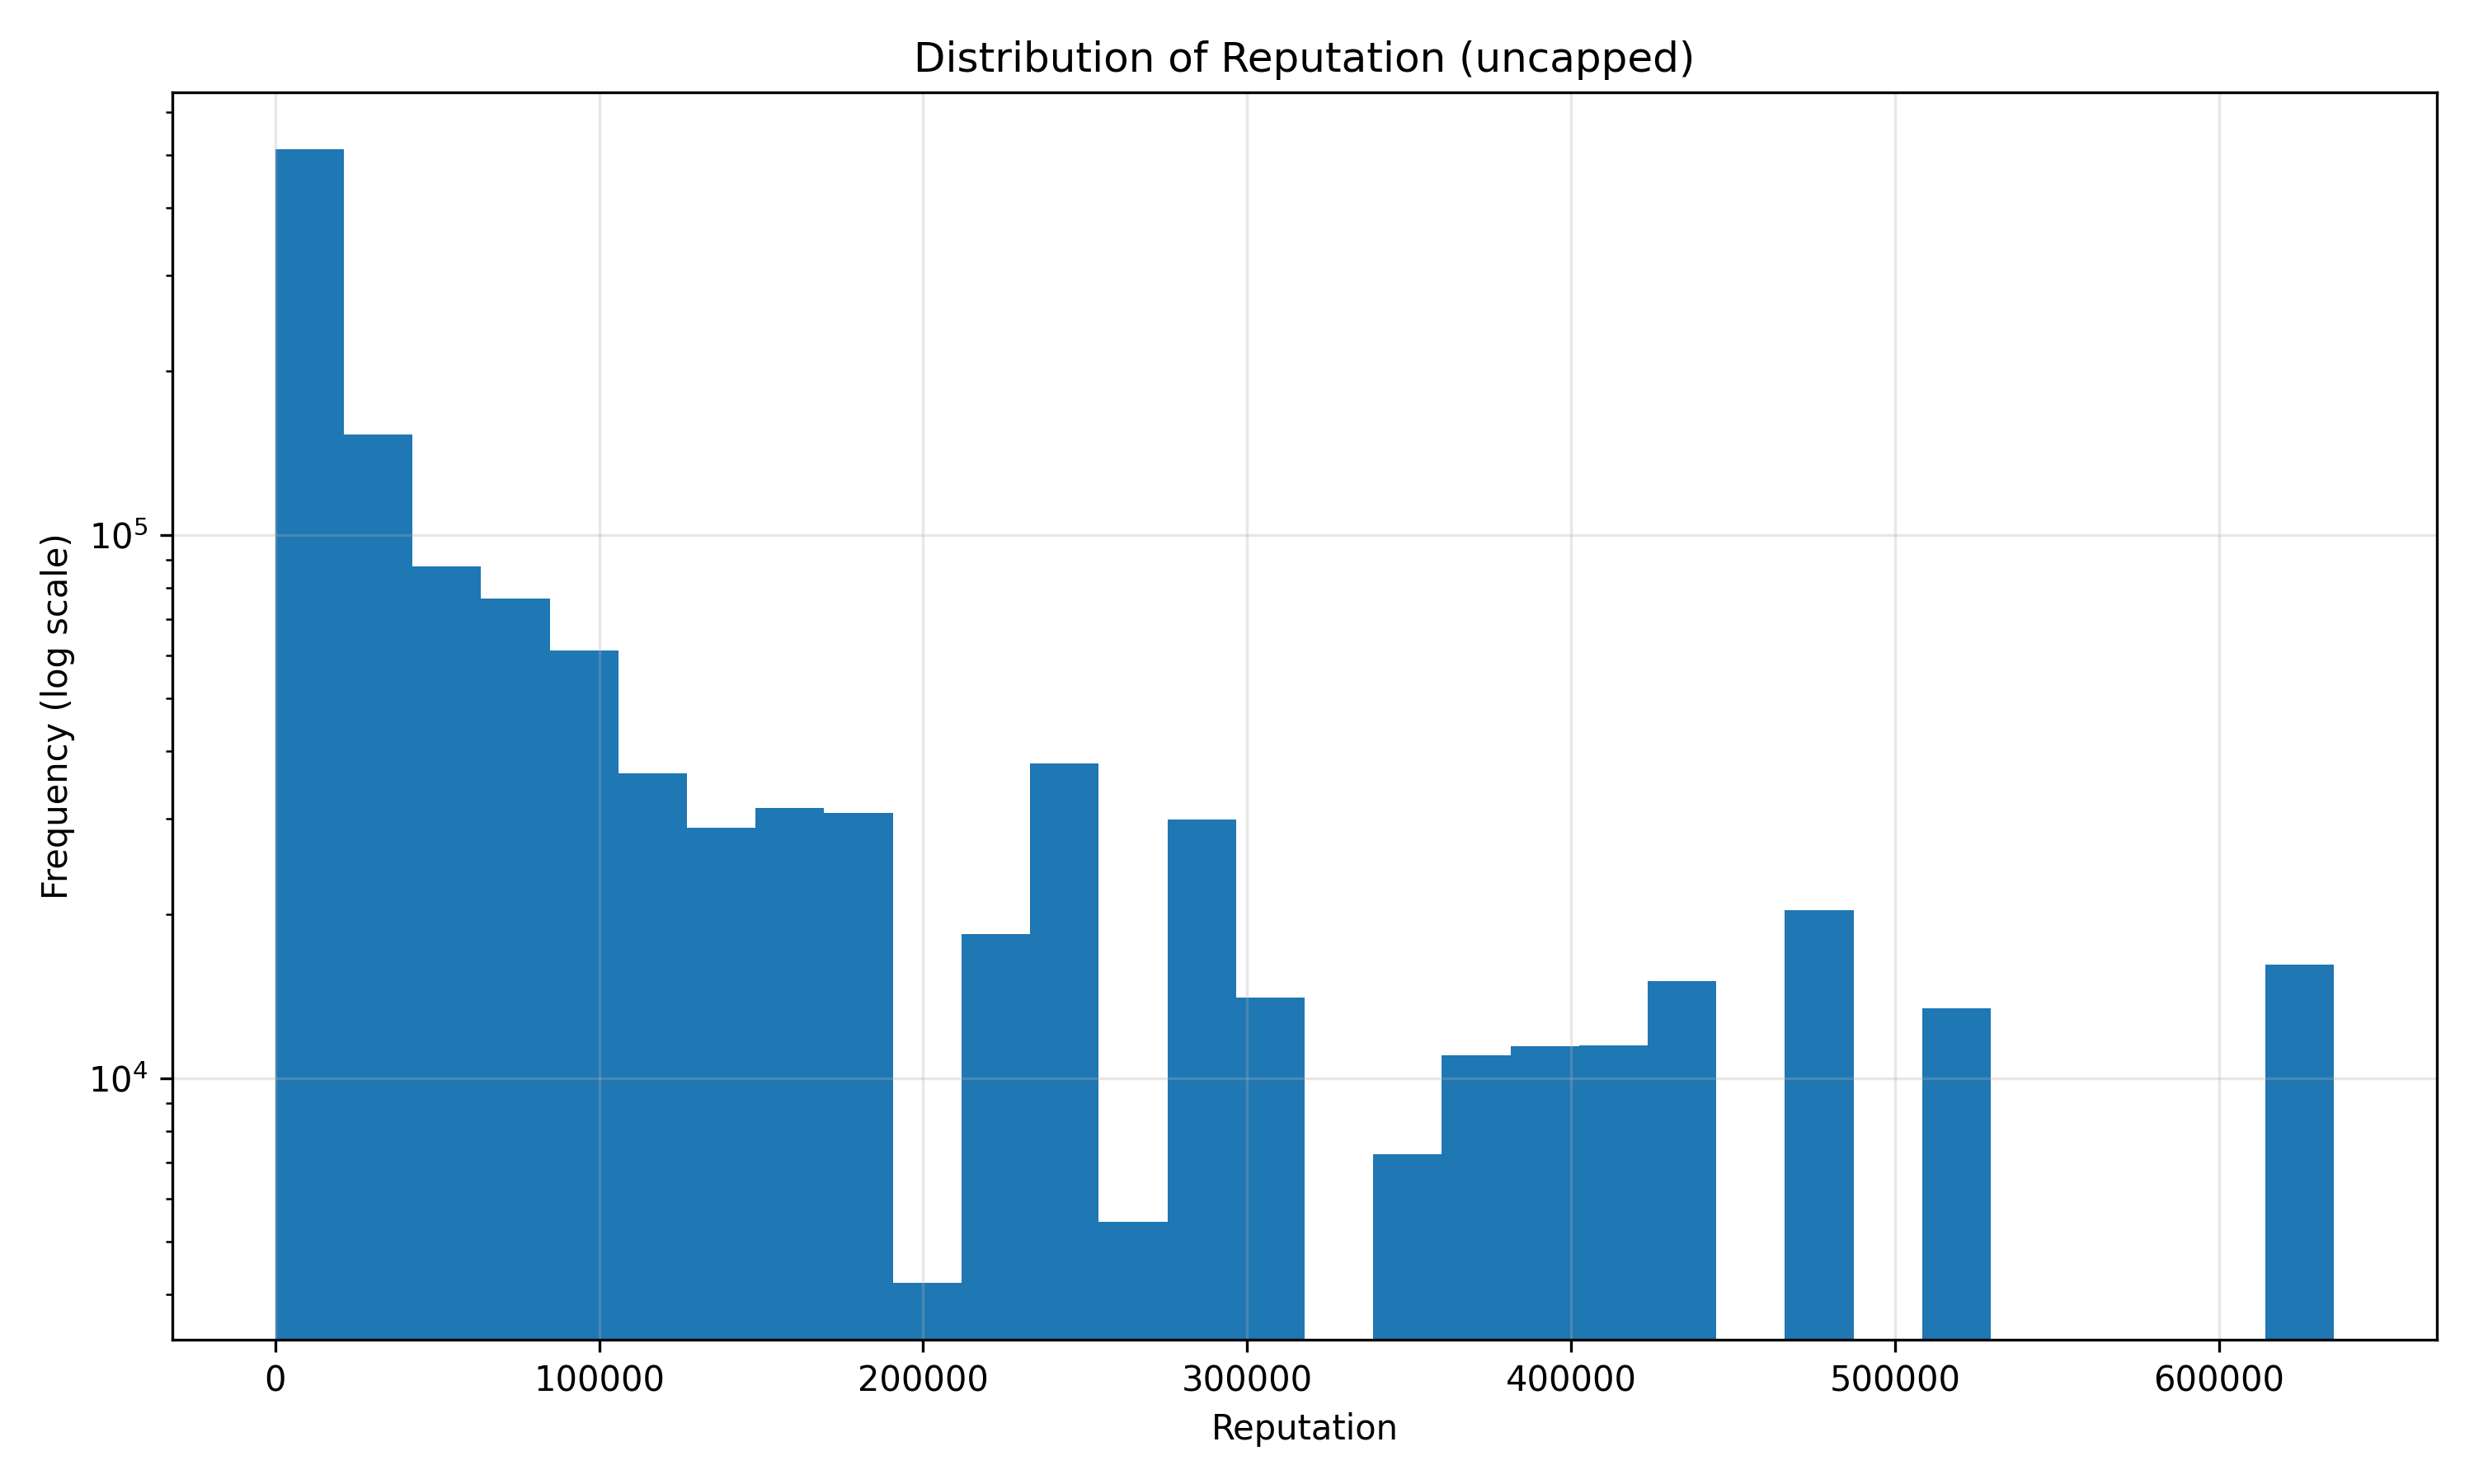 Distribution of Reputation (uncapped)
Frequency (log scale)
10⁵
10⁴
0 100000 200000 300000 400000 500000 600000
Reputation